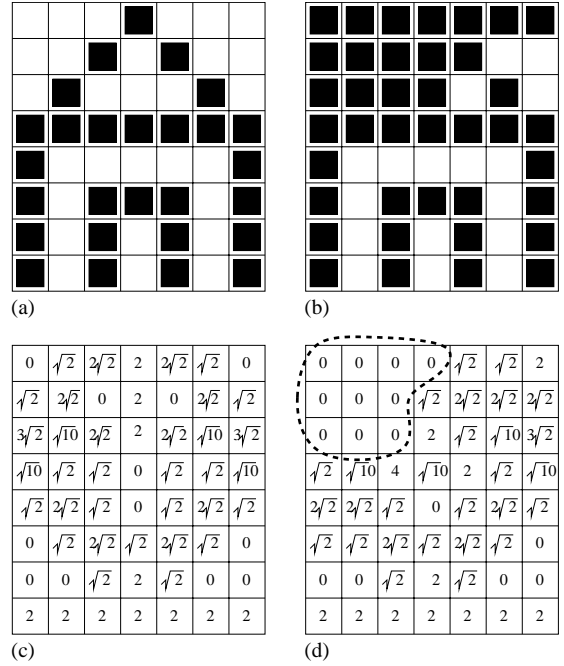 (a) (b)
0 √2 2√2 2 2√2 √2 0 0 0 0 0 √2 √2 2
√2 2√2 0 2 0 2√2 √2 0 0 0 √2 2√2 2√2 2√2
3√2 √10 2√2 2 2√2 √10 3√2 0 0 0 2 √2 √10 3√2
√10 √2 √2 0 √2 √2 √10 √2 √10 4 √10 2 √2 √10
√2 2√2 √2 0 √2 2√2 √2 2√2 2√2 √2 0 √2 2√2 √2
0 √2 2√2 √2 2√2 √2 0 √2 √2 2√2 √2 2√2 √2 0
0 0 √2 2 √2 0 0 0 0 √2 2 √2 0 0
2 2 2 2 2 2 2 2 2 2 2 2 2 2
(c) (d)